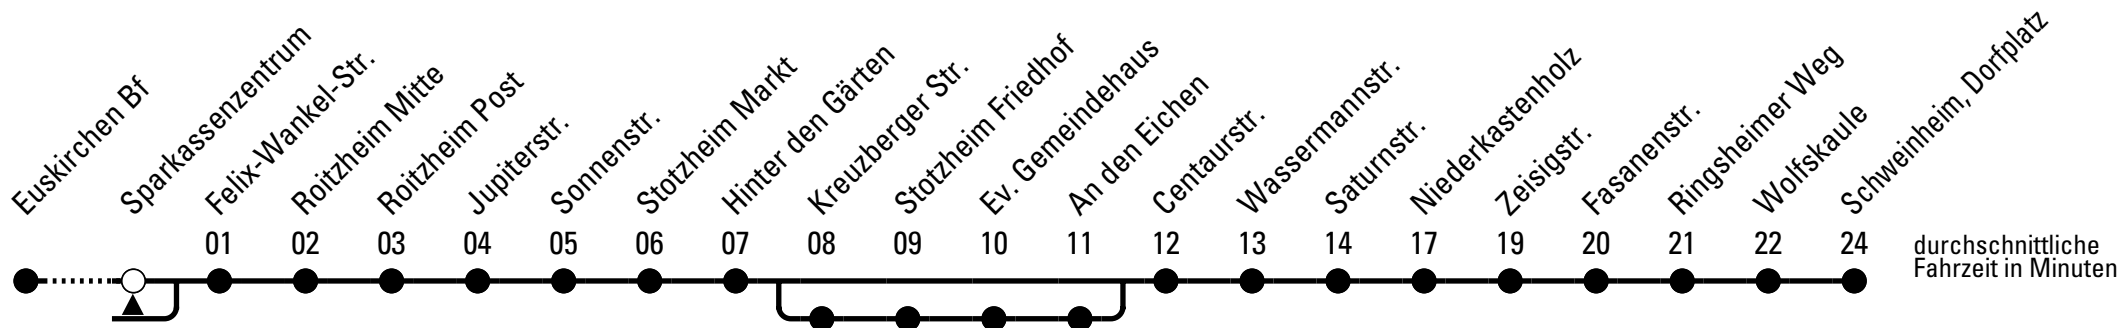 Euskirchen Bf
Sparkassenzentrum
Felix-Wankel-Str.
Roitzheim Mitte
Roitzheim Post
Jupiterstr.
Sonnenstr.
Stotzheim Markt
Hinter den Gärten
Kreuzberger Str.
Stotzheim Friedhof
Ev. Gemeindehaus
An den Eichen
Centaurstr.
Wassermannstr.
Saturnstr.
Niederkastenholz
Zeisigstr.
Fasanenstr.
Ringsheimer Weg
Wolfskaule
Schweinheim, Dorfplatz
01 02 03 04 05 06 07 08 09 10 11 12 13 14 17 19 20 21 22 24
durchschnittliche
Fahrzeit in Minuten